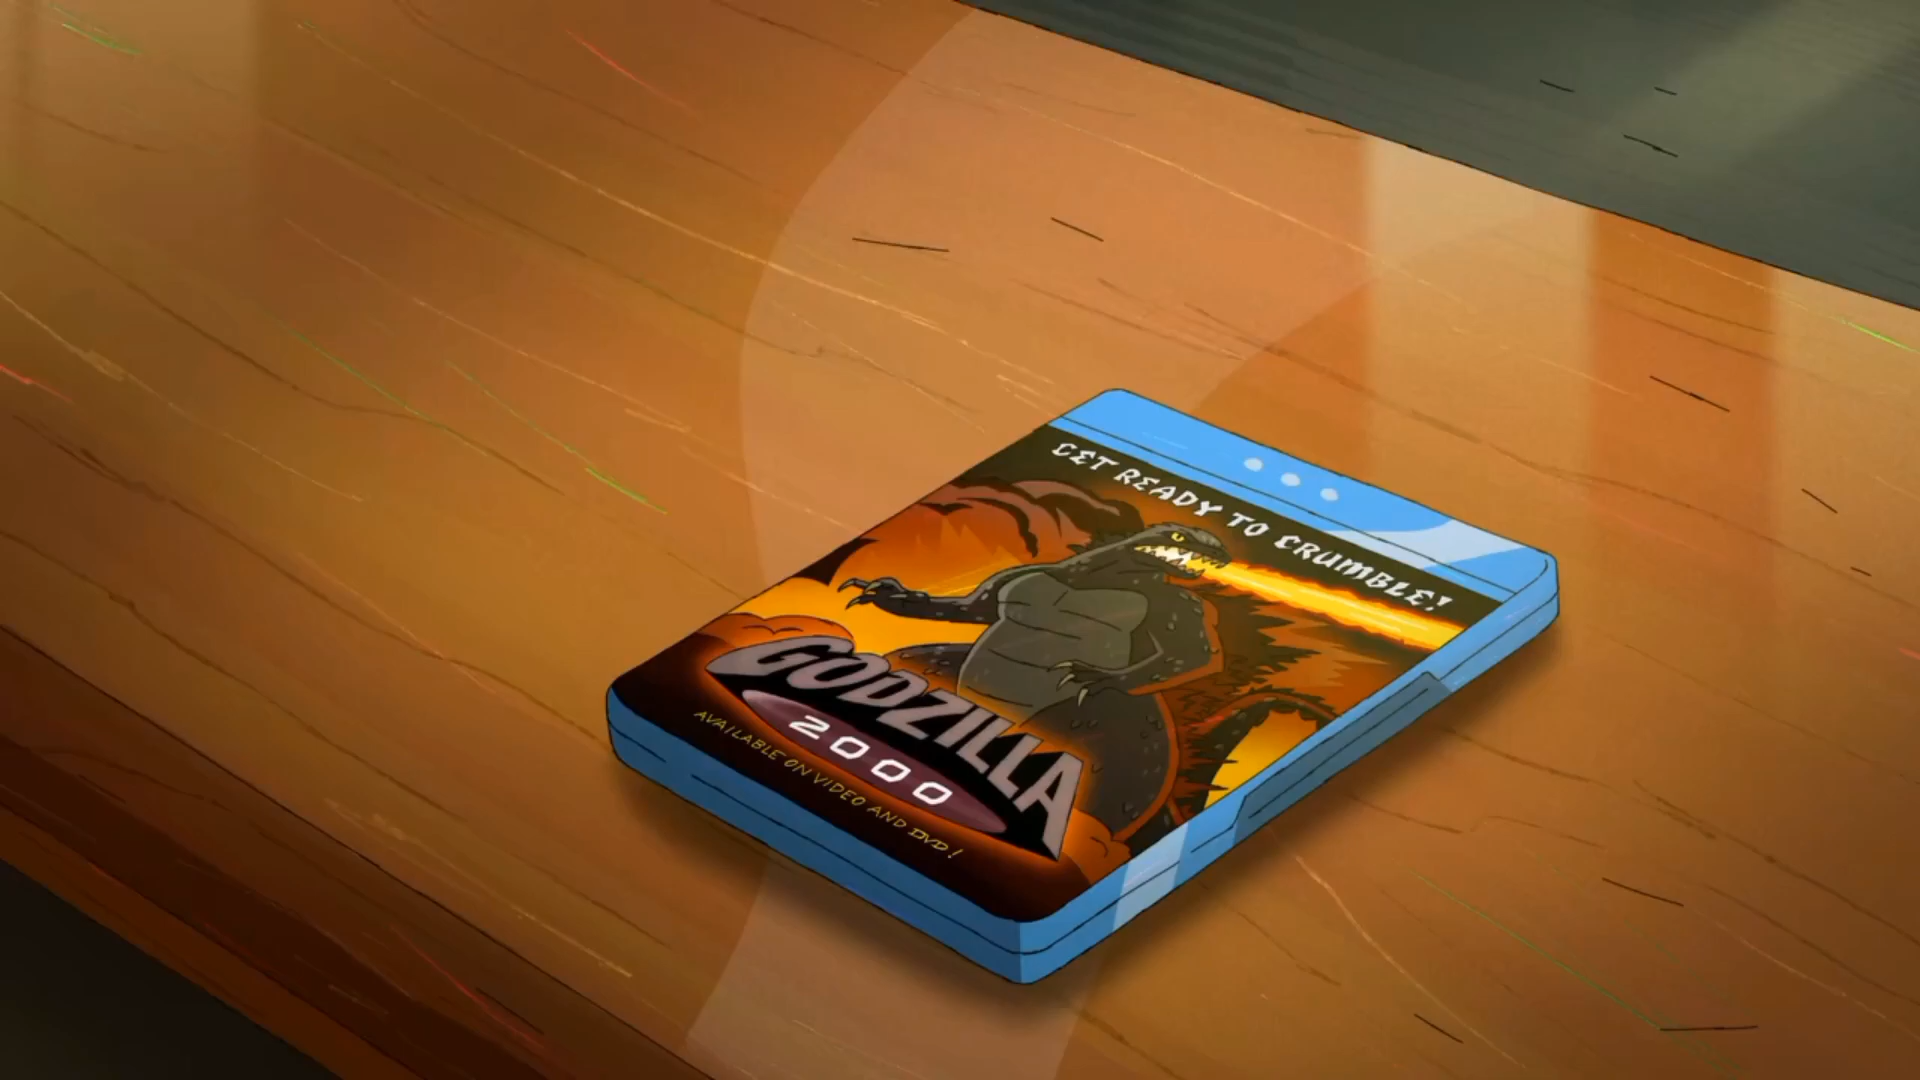 GET READY TO CRUMBLE!
GODZILLA
2000
AVAILABLE ON VIDEO AND DVD!